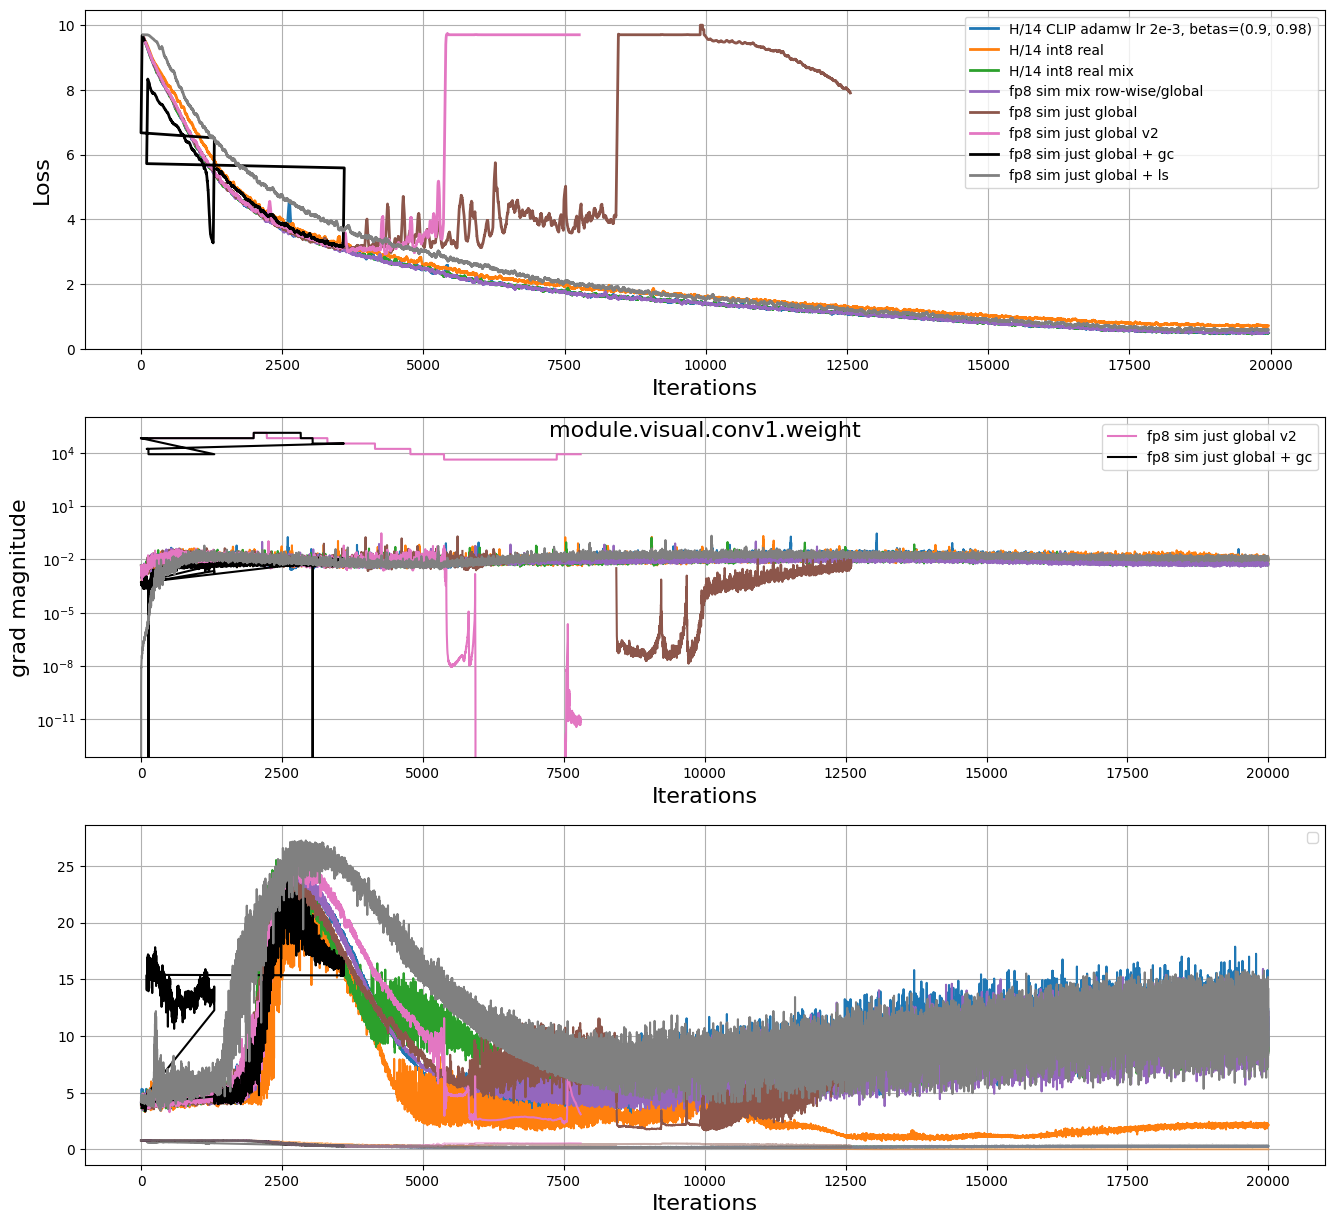 10
8
6
4
2
0
Loss
H/14 CLIP adamw lr 2e-3, betas=(0.9, 0.98)
H/14 int8 real
H/14 int8 real mix
fp8 sim mix row-wise/global
fp8 sim just global
fp8 sim just global v2
fp8 sim just global + gc
fp8 sim just global + ls
0 2500 5000 7500 10000 12500 15000 17500 20000
Iterations
module.visual.conv1.weight
10^4
10^1
10^-2
10^-5
10^-8
10^-11
grad magnitude
fp8 sim just global v2
fp8 sim just global + gc
0 2500 5000 7500 10000 12500 15000 17500 20000
Iterations
25
20
15
10
5
0
0 2500 5000 7500 10000 12500 15000 17500 20000
Iterations